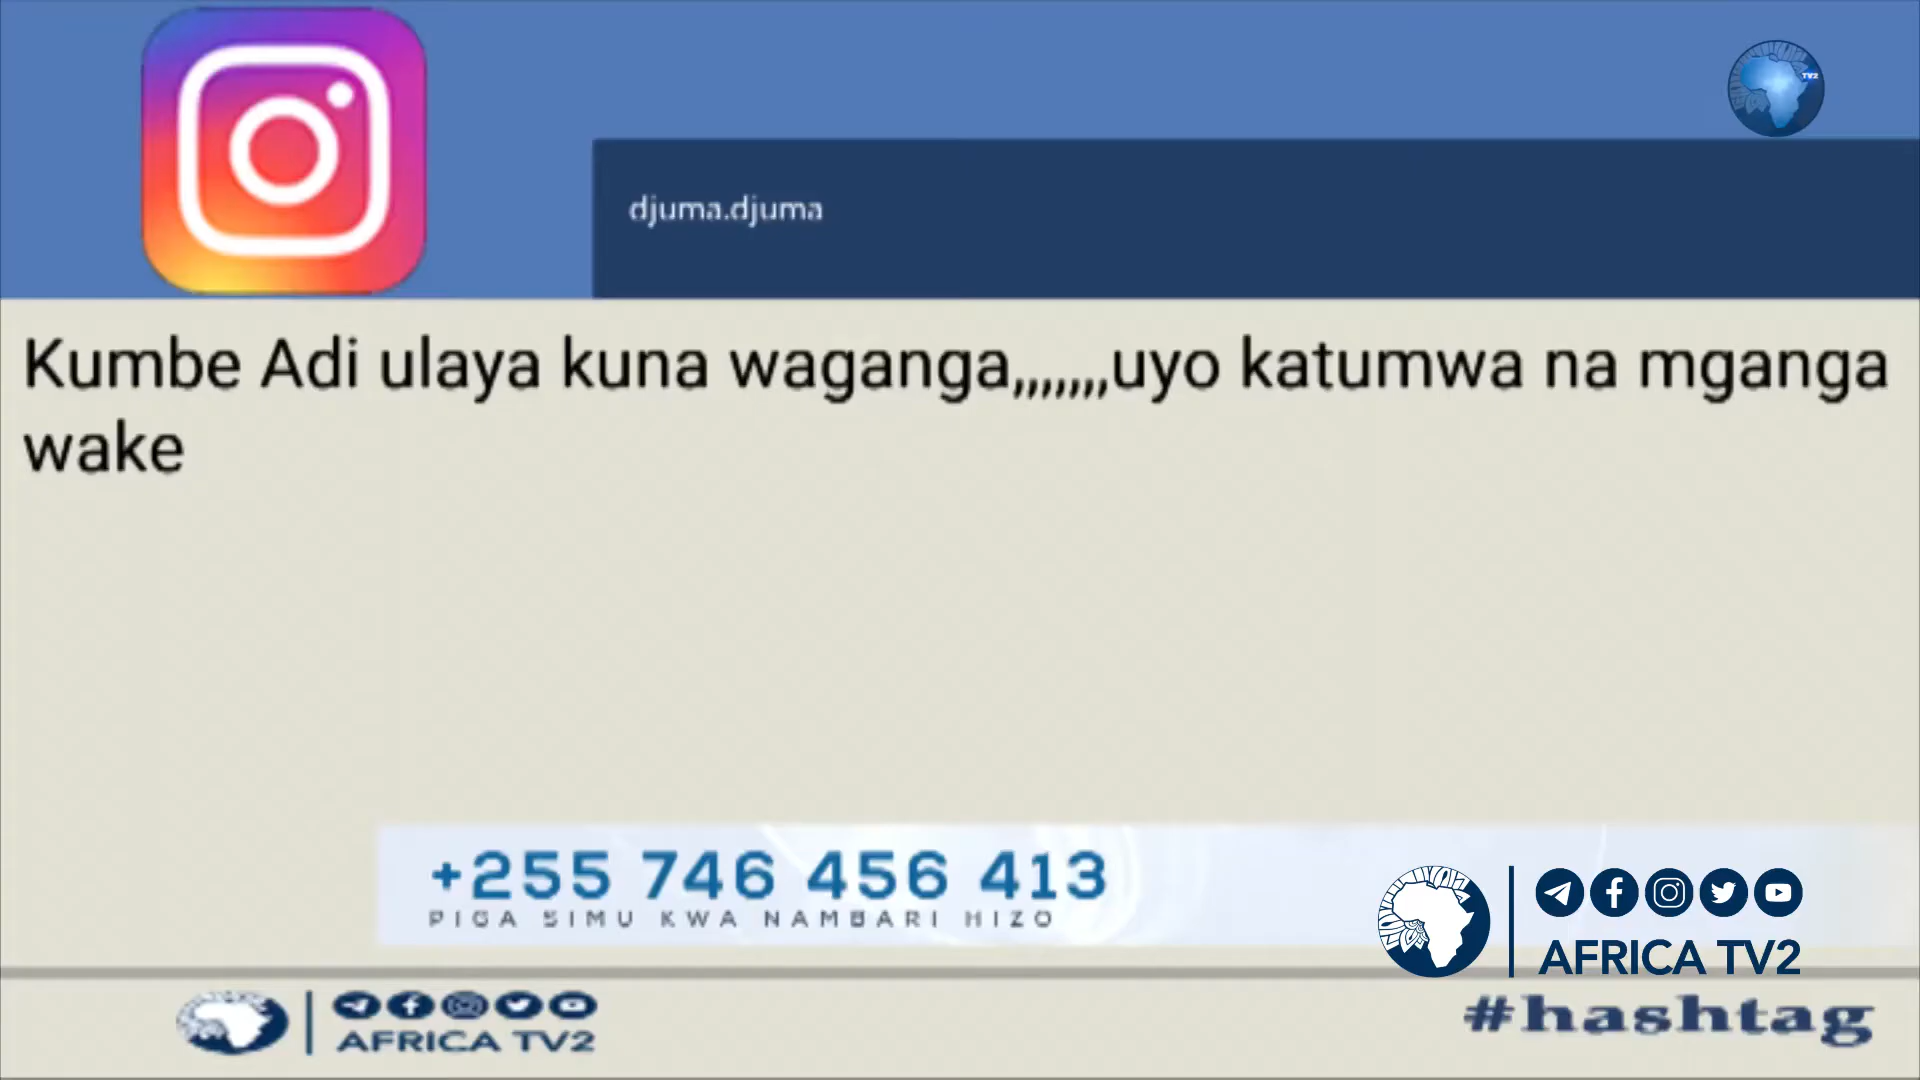 TV2
djuma.djuma
Kumbe Adi ulaya kuna waganga,,,,,,,uyo katumwa na mganga
wake
+255 746 456 413
PIGA SIMU KWA NAMBARI HIZO
AFRICA TV2
AFRICA TV2
#hashtag